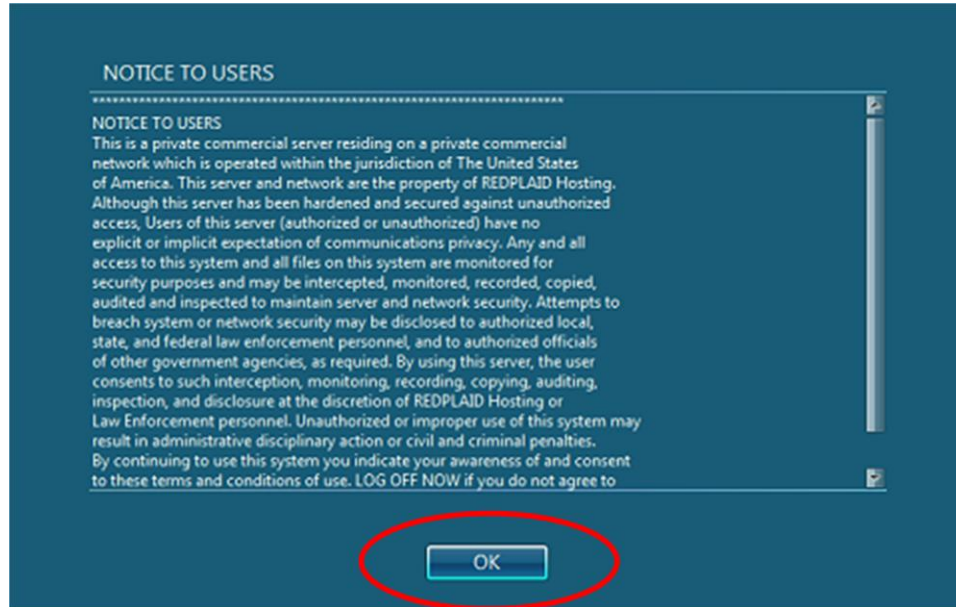 NOTICE TO USERS
***********************************************************************
NOTICE TO USERS
This is a private commercial server residing on a private commercial
network which is operated within the jurisdiction of The United States
of America. This server and network are the property of REDPLAID Hosting.
Although this server has been hardened and secured against unauthorized
access, Users of this server (authorized or unauthorized) have no
explicit or implicit expectation of communications privacy. Any and all
access to this system and all files on this system are monitored for
security purposes and may be intercepted, monitored, recorded, copied,
audited and inspected to maintain server and network security. Attempts to
breach system or network security may be disclosed to authorized local,
state, and federal law enforcement personnel, and to authorized officials
of other government agencies, as required. By using this server, the user
consents to such interception, monitoring, recording, copying, auditing,
inspection, and disclosure at the discretion of REDPLAID Hosting or
Law Enforcement personnel. Unauthorized or improper use of this system may
result in administrative disciplinary action or civil and criminal penalties.
By continuing to use this system you indicate your awareness of and consent
to these terms and conditions of use. LOG OFF NOW if you do not agree to
OK